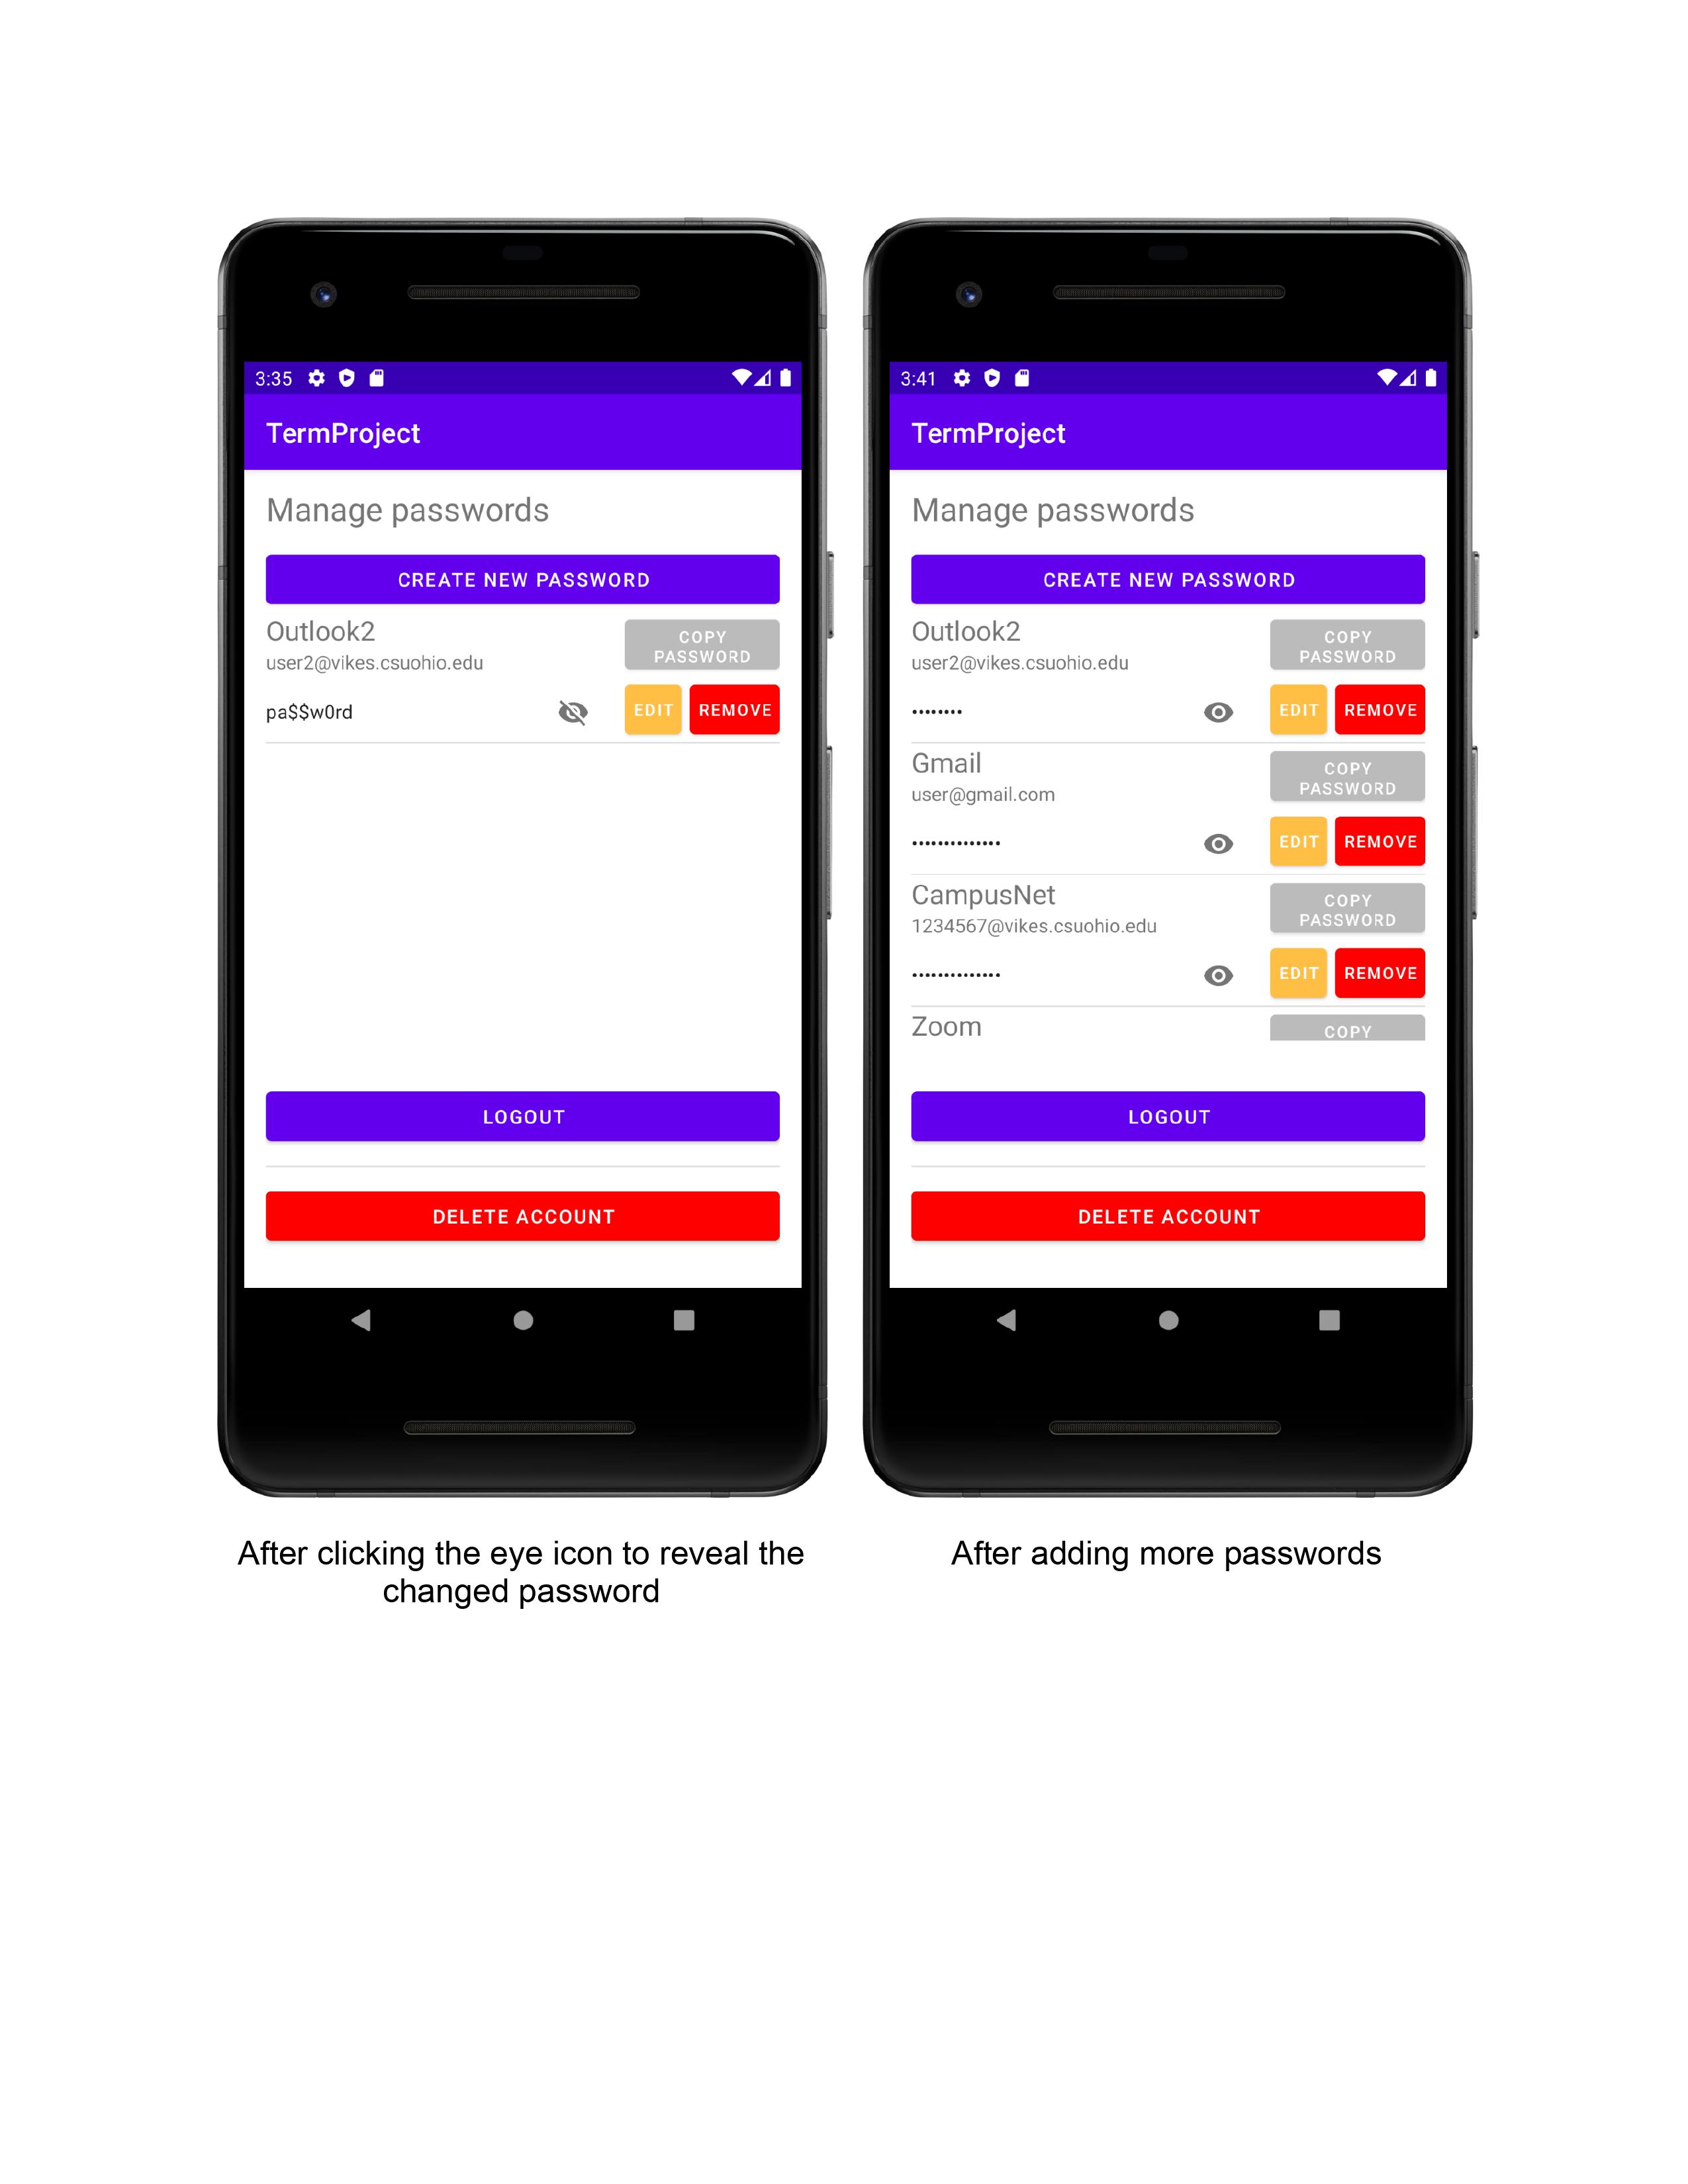 3:35
TermProject
Manage passwords
CREATE NEW PASSWORD
Outlook2
user2@vikes.csuohio.edu
COPY
PASSWORD
pa$$w0rd
EDIT
REMOVE
LOGOUT
DELETE ACCOUNT
After clicking the eye icon to reveal the
changed password
3:41
TermProject
Manage passwords
CREATE NEW PASSWORD
Outlook2
user2@vikes.csuohio.edu
COPY
PASSWORD
EDIT
REMOVE
Gmail
user@gmail.com
COPY
PASSWORD
EDIT
REMOVE
CampusNet
1234567@vikes.csuohio.edu
COPY
PASSWORD
EDIT
REMOVE
Zoom
COPY
LOGOUT
DELETE ACCOUNT
After adding more passwords